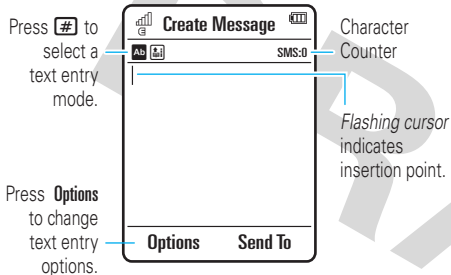 Press # to
select a
text entry
mode.
Create Message
Ab
SMS:0
Character
Counter
Flashing cursor
indicates
insertion point.
Press Options
to change
text entry
options.
Options Send To